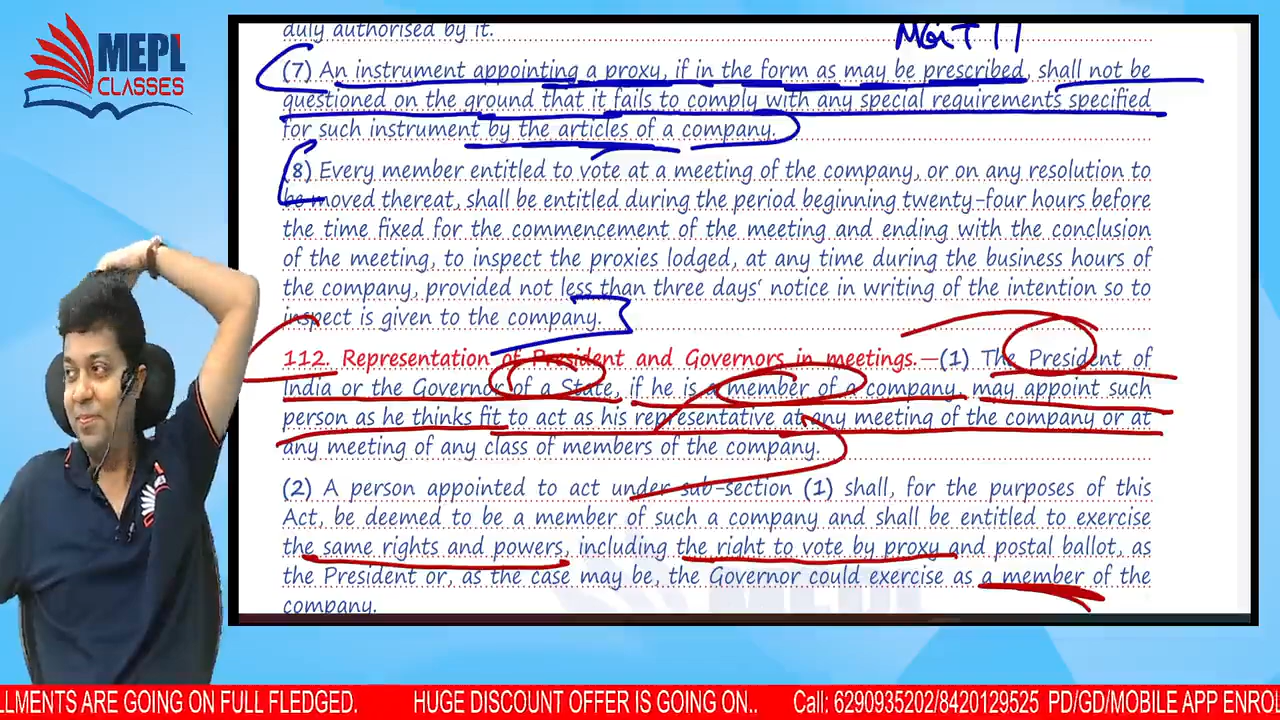 MEPL
CLASSES
duly authorised by it.
MGT 11
(7) An instrument appointing a proxy, if in the form as may be prescribed, shall not be
questioned on the ground that it fails to comply with any special requirements specified
for such instrument by the articles of a company.
(8) Every member entitled to vote at a meeting of the company, or on any resolution to
be moved thereat, shall be entitled during the period beginning twenty-four hours before
the time fixed for the commencement of the meeting and ending with the conclusion
of the meeting, to inspect the proxies lodged, at any time during the business hours of
the company, provided not less than three days' notice in writing of the intention so to
inspect is given to the company.
112. Representation of President and Governors in meetings.—(1) The President of
India or the Governor of a State, if he is a member of a company, may appoint such
person as he thinks fit to act as his representative at any meeting of the company or at
any meeting of any class of members of the company.
(2) A person appointed to act under sub-section (1) shall, for the purposes of this
Act, be deemed to be a member of such a company and shall be entitled to exercise
the same rights and powers, including the right to vote by proxy and postal ballot, as
the President or, as the case may be, the Governor could exercise as a member of the
company.
LLMENTS ARE GOING ON FULL FLEDGED. HUGE DISCOUNT OFFER IS GOING ON.. Call: 6290935202/8420129525 PD/GD/MOBILE APP ENROL